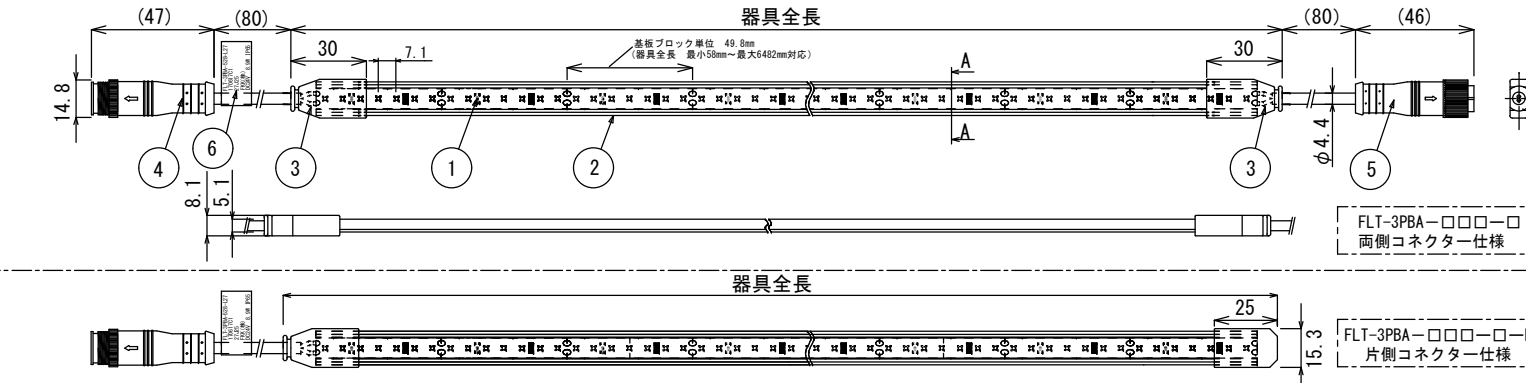 (47)
(80)
器具全長
(80)
(46)
30
7.1
基板ブロック単位 49.8mm
(器具全長 最小58mm~最大6482mm対応)
A
30
14.8
A
φ4.4
4
6
3
1
2
3
5
8.1
5.1
FLT-3PBA-□□□-□
両側コネクター仕様
器具全長
25
15.3
FLT-3PBA-□□□-□-
片側コネクター仕様